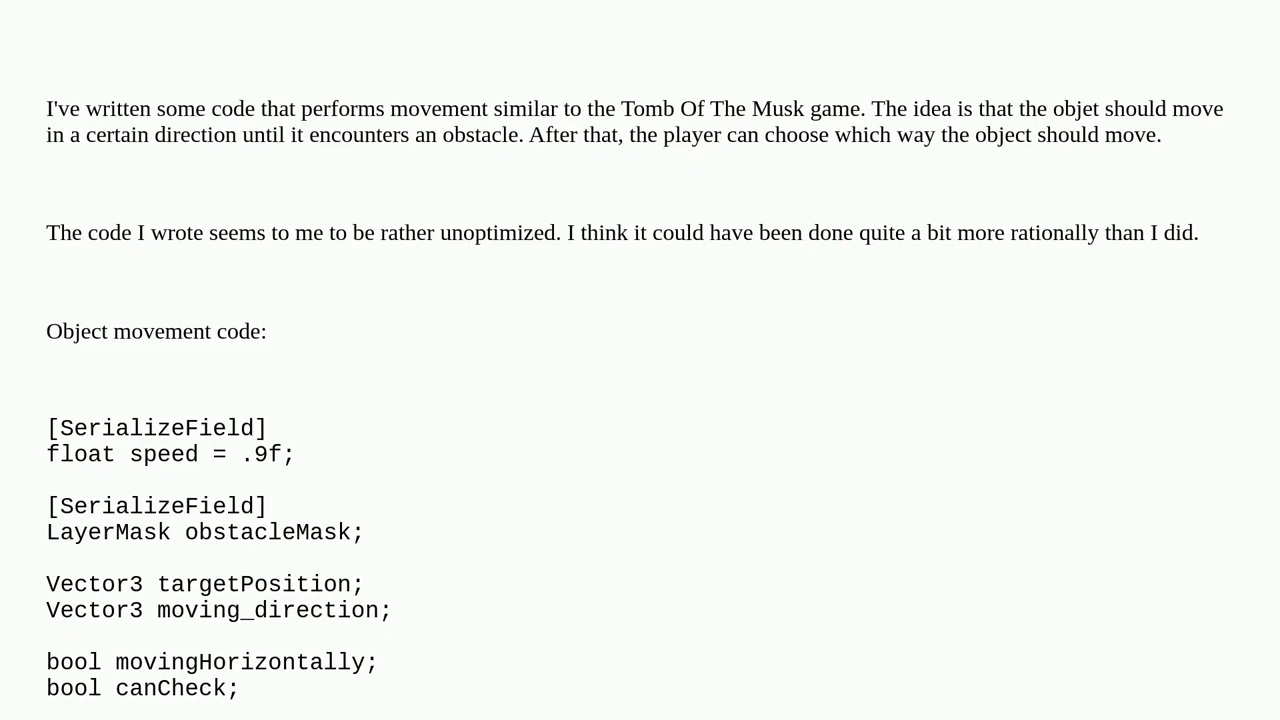 I've written some code that performs movement similar to the Tomb Of The Musk game. The idea is that the objet should move
in a certain direction until it encounters an obstacle. After that, the player can choose which way the object should move.
The code I wrote seems to me to be rather unoptimized. I think it could have been done quite a bit more rationally than I did.
Object movement code:
[SerializeField]
float speed = .9f;
[SerializeField]
LayerMask obstacleMask;
Vector3 targetPosition;
Vector3 moving_direction;
bool movingHorizontally;
bool canCheck;